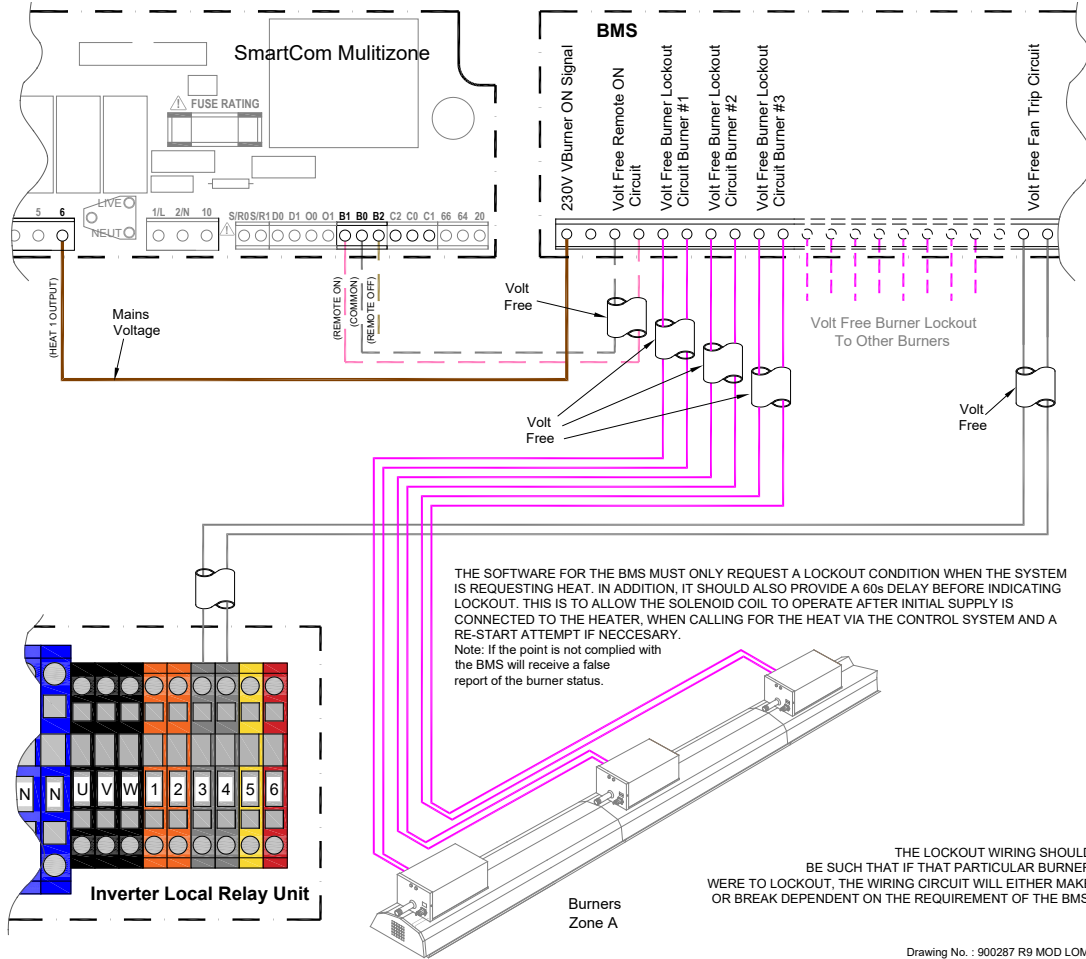 SmartCom Mulitizone
FUSE RATING
LIVE
NEUT
5 6
1/L 2/N 10
S/R0 S/R1 D0 D1 O0 O1 B1 B0 B2 C2 C0 C1 66 64 20
(HEAT 1 OUTPUT)
(REMOTE ON)
(COMMON)
(REMOTE OFF)
Mains
Voltage
BMS
230V VBurner ON Signal
Volt Free Remote ON
Circuit
Volt Free Burner Lockout
Circuit Burner #1
Volt Free Burner Lockout
Circuit Burner #2
Volt Free Burner Lockout
Circuit Burner #3
Volt Free Fan Trip Circuit
Volt
Free
Volt Free Burner Lockout
To Other Burners
Volt
Free
Volt
Free
THE SOFTWARE FOR THE BMS MUST ONLY REQUEST A LOCKOUT CONDITION WHEN THE SYSTEM
IS REQUESTING HEAT. IN ADDITION, IT SHOULD ALSO PROVIDE A 60s DELAY BEFORE INDICATING
LOCKOUT. THIS IS TO ALLOW THE SOLENOID COIL TO OPERATE AFTER INITIAL SUPPLY IS
CONNECTED TO THE HEATER, WHEN CALLING FOR THE HEAT VIA THE CONTROL SYSTEM AND A
RE-START ATTEMPT IF NECCESARY.
Note: If the point is not complied with
the BMS will receive a false
report of the burner status.
N N U V W 1 2 3 4 5 6
Inverter Local Relay Unit
Burners
Zone A
THE LOCKOUT WIRING SHOULD
BE SUCH THAT IF THAT PARTICULAR BURNER
WERE TO LOCKOUT, THE WIRING CIRCUIT WILL EITHER MAKE
OR BREAK DEPENDENT ON THE REQUIREMENT OF THE BMS
Drawing No. : 900287 R9 MOD LOM